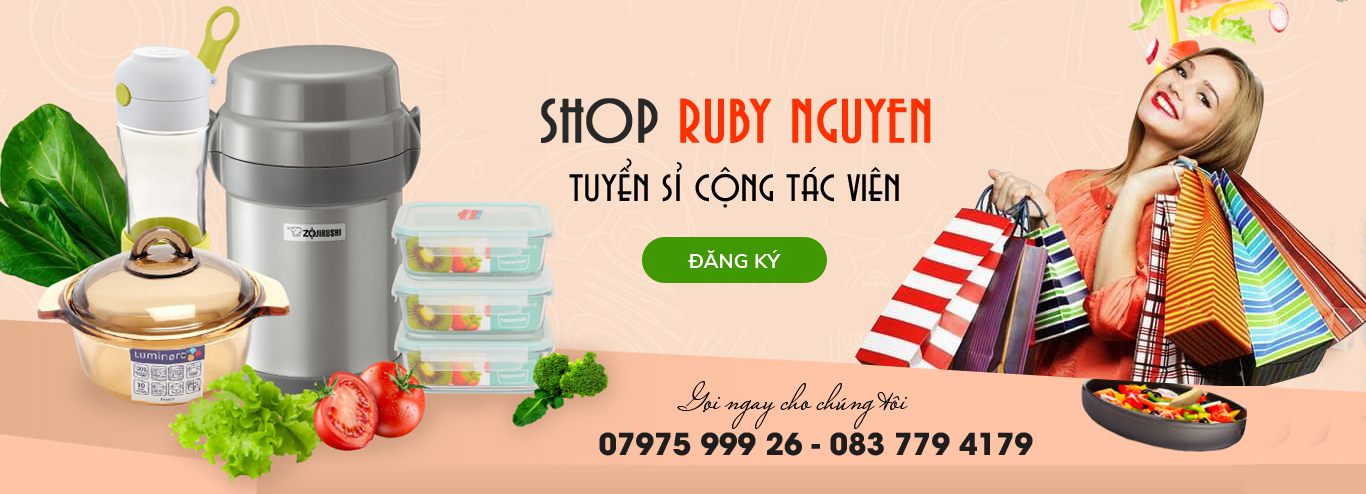 SHOP RUBY NGUYEN
TUYỂN SỈ CỘNG TÁC VIÊN
ĐĂNG KÝ
ZOJIRUSHI
Luminarc
Gọi ngay cho chúng tôi
07975 999 26 - 083 779 4179